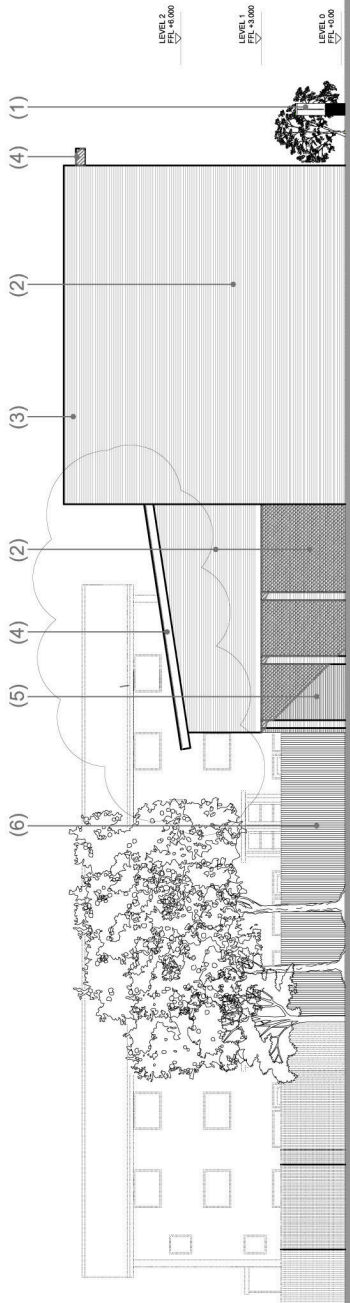 (6) (5) (4) (2) (3) (2) (4) (1)
LEVEL 2
FFL +6.000
LEVEL 1
FFL +3.000
LEVEL 0
FFL +0.00